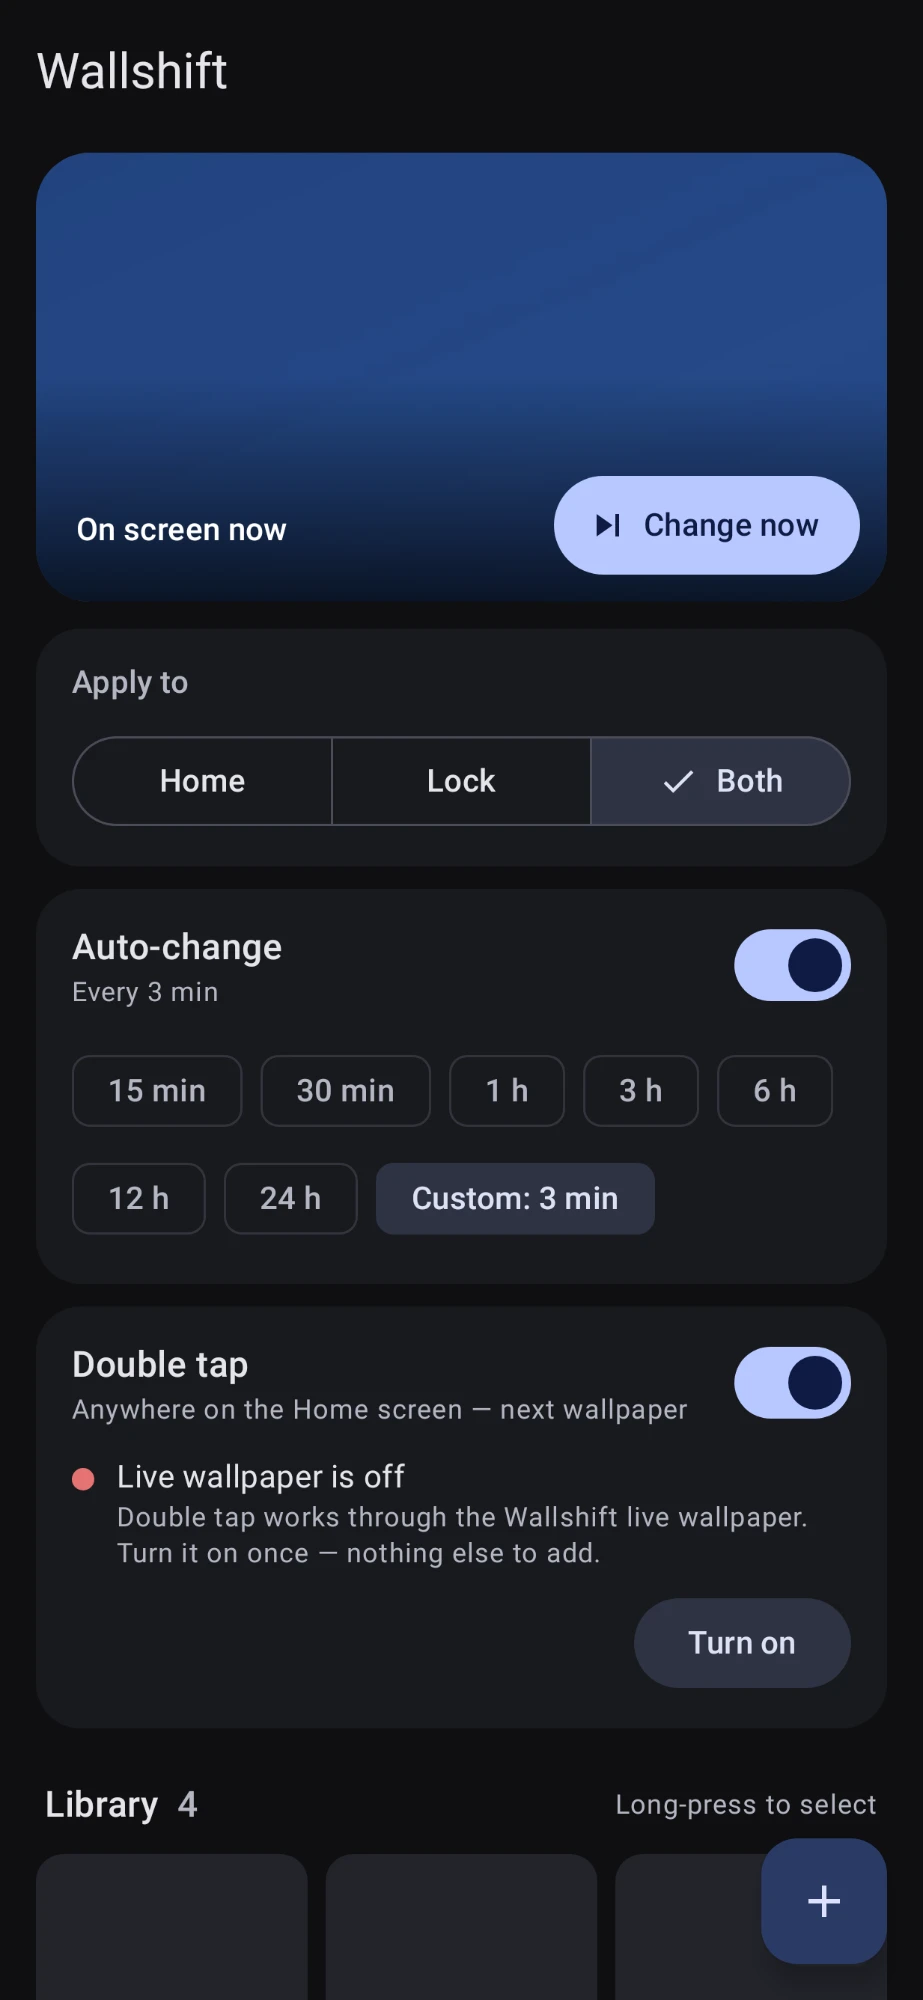 Wallshift
On screen now
Change now
Apply to
Home
Lock
Both
Auto-change
Every 3 min
15 min
30 min
1 h
3 h
6 h
12 h
24 h
Custom: 3 min
Double tap
Anywhere on the Home screen — next wallpaper
Live wallpaper is off
Double tap works through the Wallshift live wallpaper.
Turn it on once — nothing else to add.
Turn on
Library 4
Long-press to select